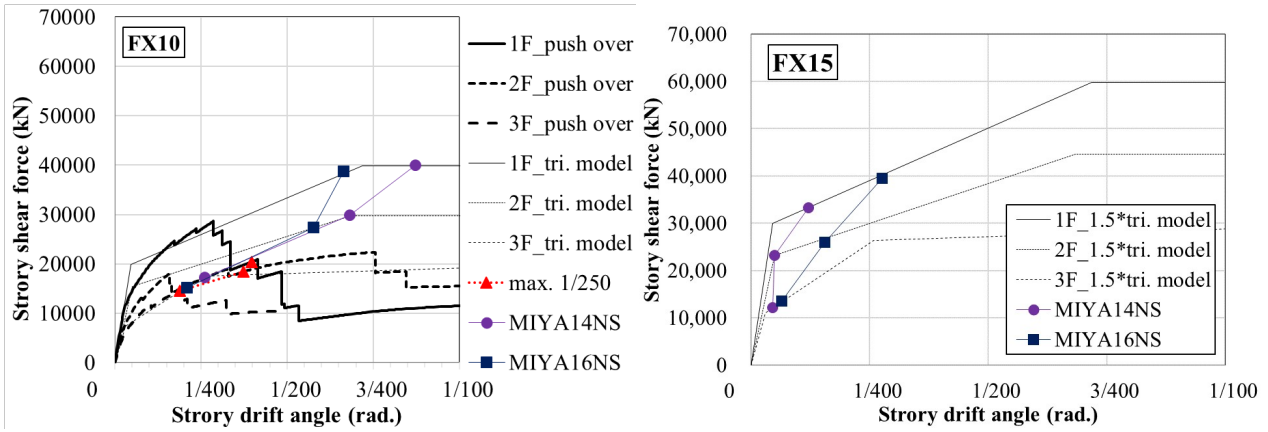 70000
60000
50000
40000
30000
20000
10000
0
Strory shear force (kN)
FX10
0
1/400
1/200
3/400
1/100
Strory drift angle (rad.)
1F_push over
2F_push over
3F_push over
1F_tri. model
2F_tri. model
3F_tri. model
max. 1/250
MIYA14NS
MIYA16NS
70,000
60,000
50,000
40,000
30,000
20,000
10,000
0
Story shear force (kN)
FX15
0
1/400
1/200
3/400
1/100
Strory drift angle (rad.)
1F_1.5*tri. model
2F_1.5*tri. model
3F_1.5*tri. model
MIYA14NS
MIYA16NS